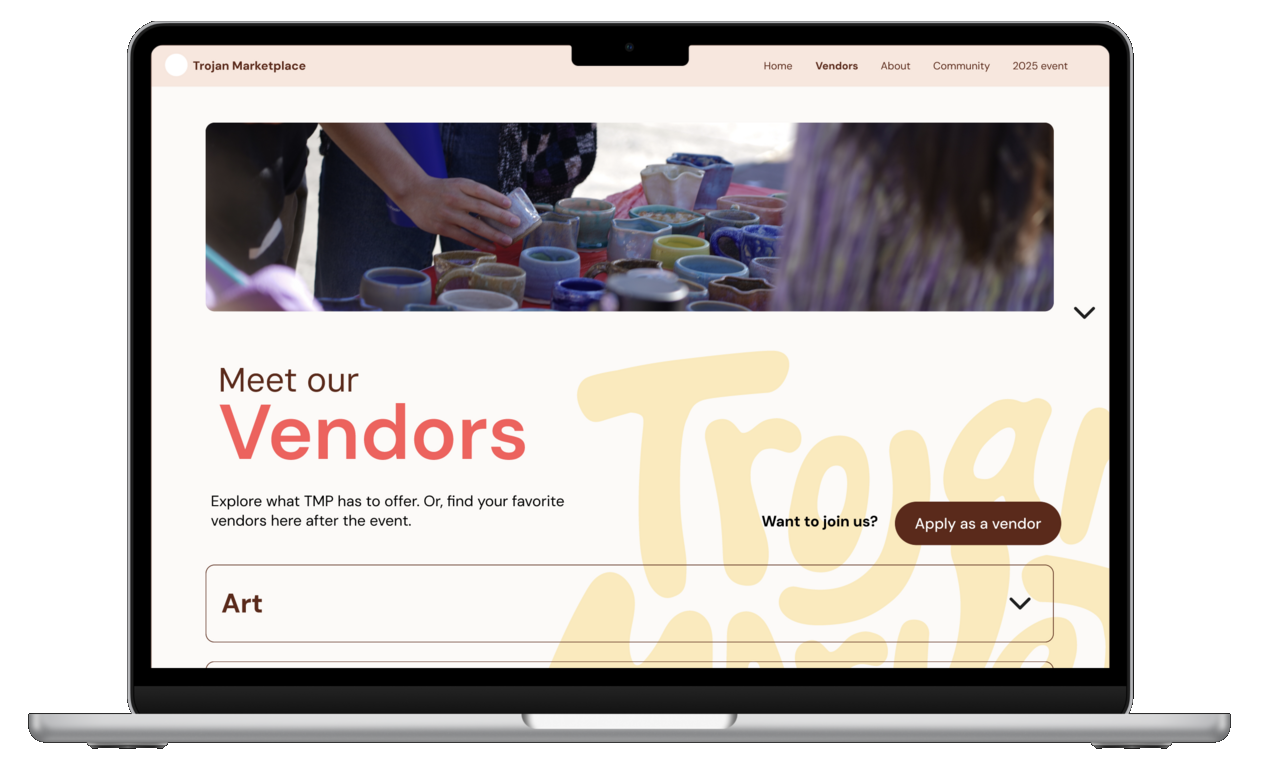 Trojan Marketplace
Home Vendors About Community 2025 event
Meet our
Vendors
Explore what TMP has to offer. Or, find your favorite
vendors here after the event.
Want to join us?
Apply as a vendor
Trojan
Art